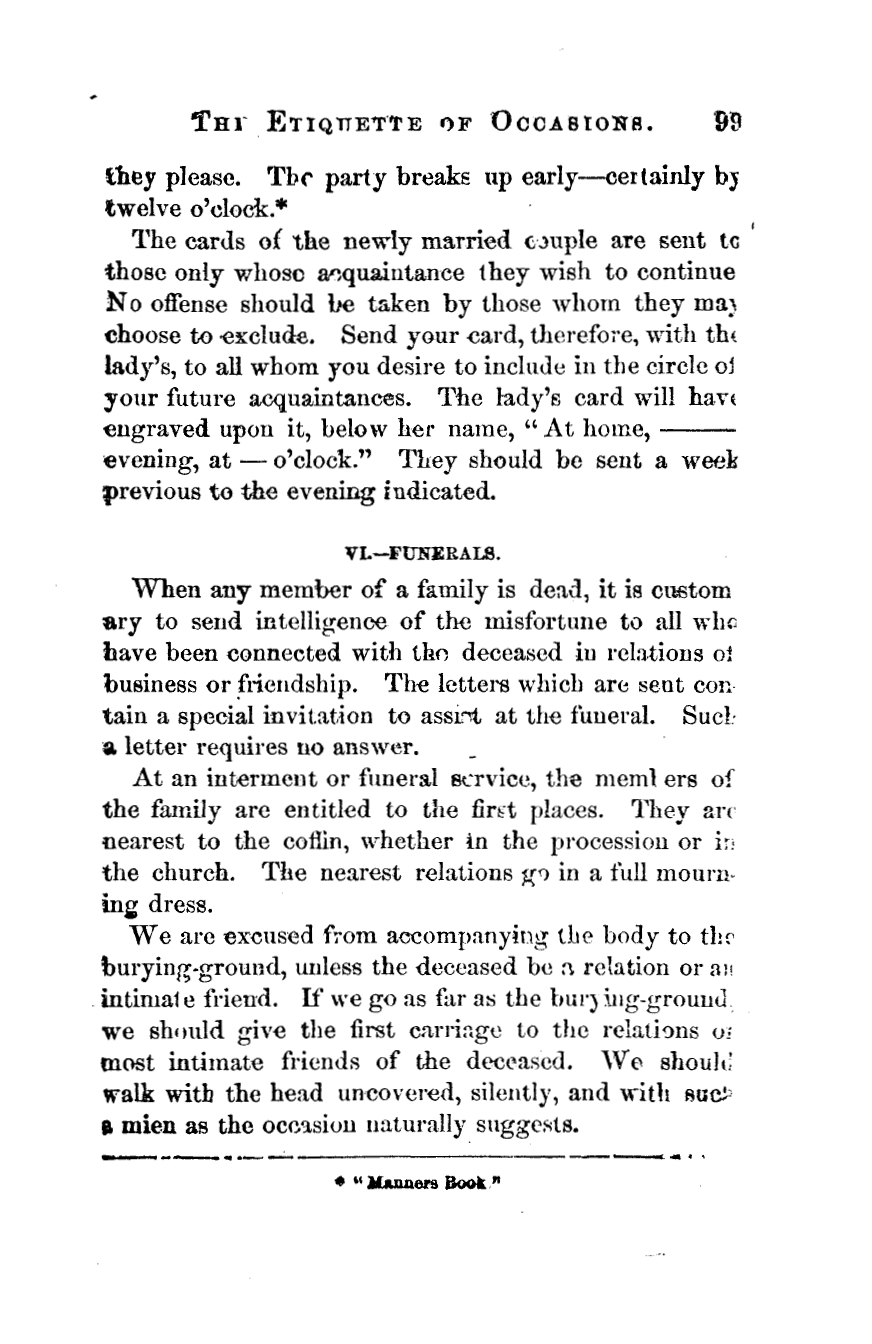 THE ETIQUETTE OF OCCASIONS. 99
they please. The party breaks up early—certainly by
twelve o'clock.*
The cards of the newly married couple are sent to
those only whose acquaintance they wish to continue
No offense should be taken by those whom they may
choose to exclude. Send your card, therefore, with the
lady's, to all whom you desire to include in the circle of
your future acquaintances. The lady's card will have
engraved upon it, below her name, "At home, ———
evening, at — o'clock." They should be sent a week
previous to the evening indicated.
VI.—FUNERALS.
When any member of a family is dead, it is custom
ary to send intelligence of the misfortune to all who
have been connected with the deceased in relations of
business or friendship. The letters which are sent con-
tain a special invitation to assist at the funeral. Such
a letter requires no answer.
At an interment or funeral service, the members of
the family are entitled to the first places. They are
nearest to the coffin, whether in the procession or in
the church. The nearest relations go in a full mourn-
ing dress.
We are excused from accompanying the body to the
burying-ground, unless the deceased be a relation or an
intimate friend. If we go as far as the burying-ground
we should give the first carriage to the relations or
most intimate friends of the deceased. We should
walk with the head uncovered, silently, and with such
a mien as the occasion naturally suggests.
* "Manners Book"